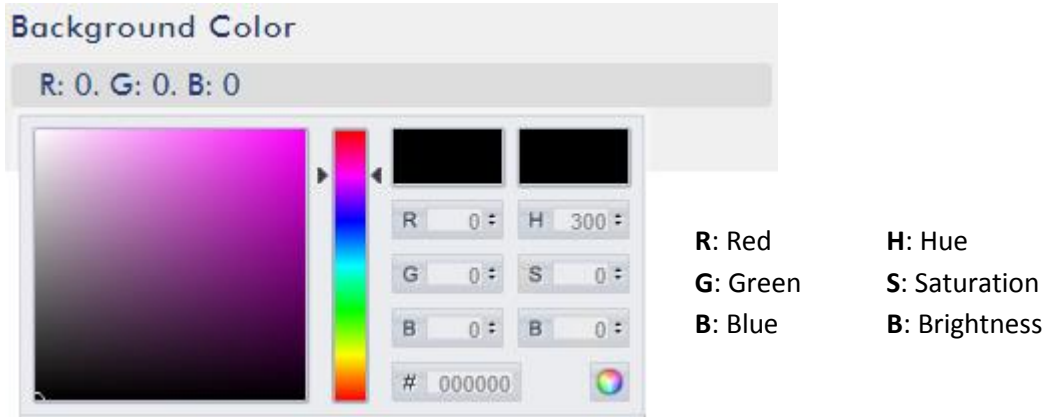 Background Color
R: 0. G: 0. B: 0
R 0 H 300
G 0 S 0
B 0 B 0
# 000000
R: Red H: Hue
G: Green S: Saturation
B: Blue B: Brightness